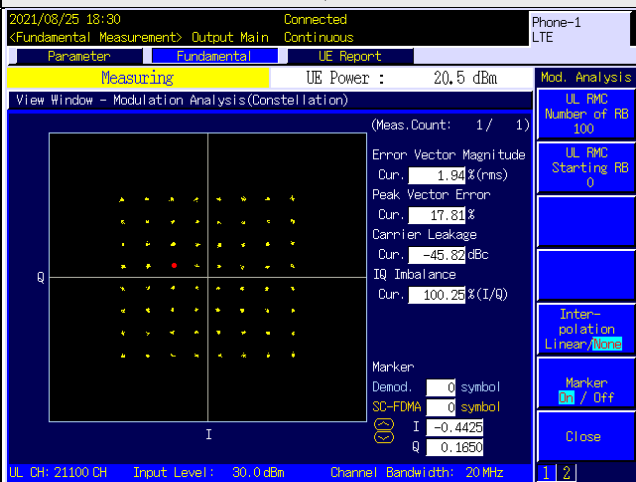 2021/08/25 18:30 Connected Phone-1
<Fundamental Measurement> Output Main Continuous LTE
Parameter Fundamental UE Report
Measuring UE Power : 20.5 dBm Mod. Analysis
View Window - Modulation Analysis(Constellation)
UL RMC
Number of RB
100
(Meas.Count: 1/ 1)
Error Vector Magnitude
Cur. 1.94 %(rms)
Peak Vector Error
Cur. 17.81 %
Carrier Leakage
Cur. -45.82 dBc
IQ Imbalance
Cur. 100.25 %(I/Q)
UL RMC
Starting RB
0
Q
I
Inter-
polation
Linear/None
Marker
Demod. 0 symbol
SC-FDMA 0 symbol
I -0.4425
Q 0.1650
Marker
On / Off
Close
UL CH: 21100 CH Input Level: 30.0 dBm Channel Bandwidth: 20 MHz 1 2